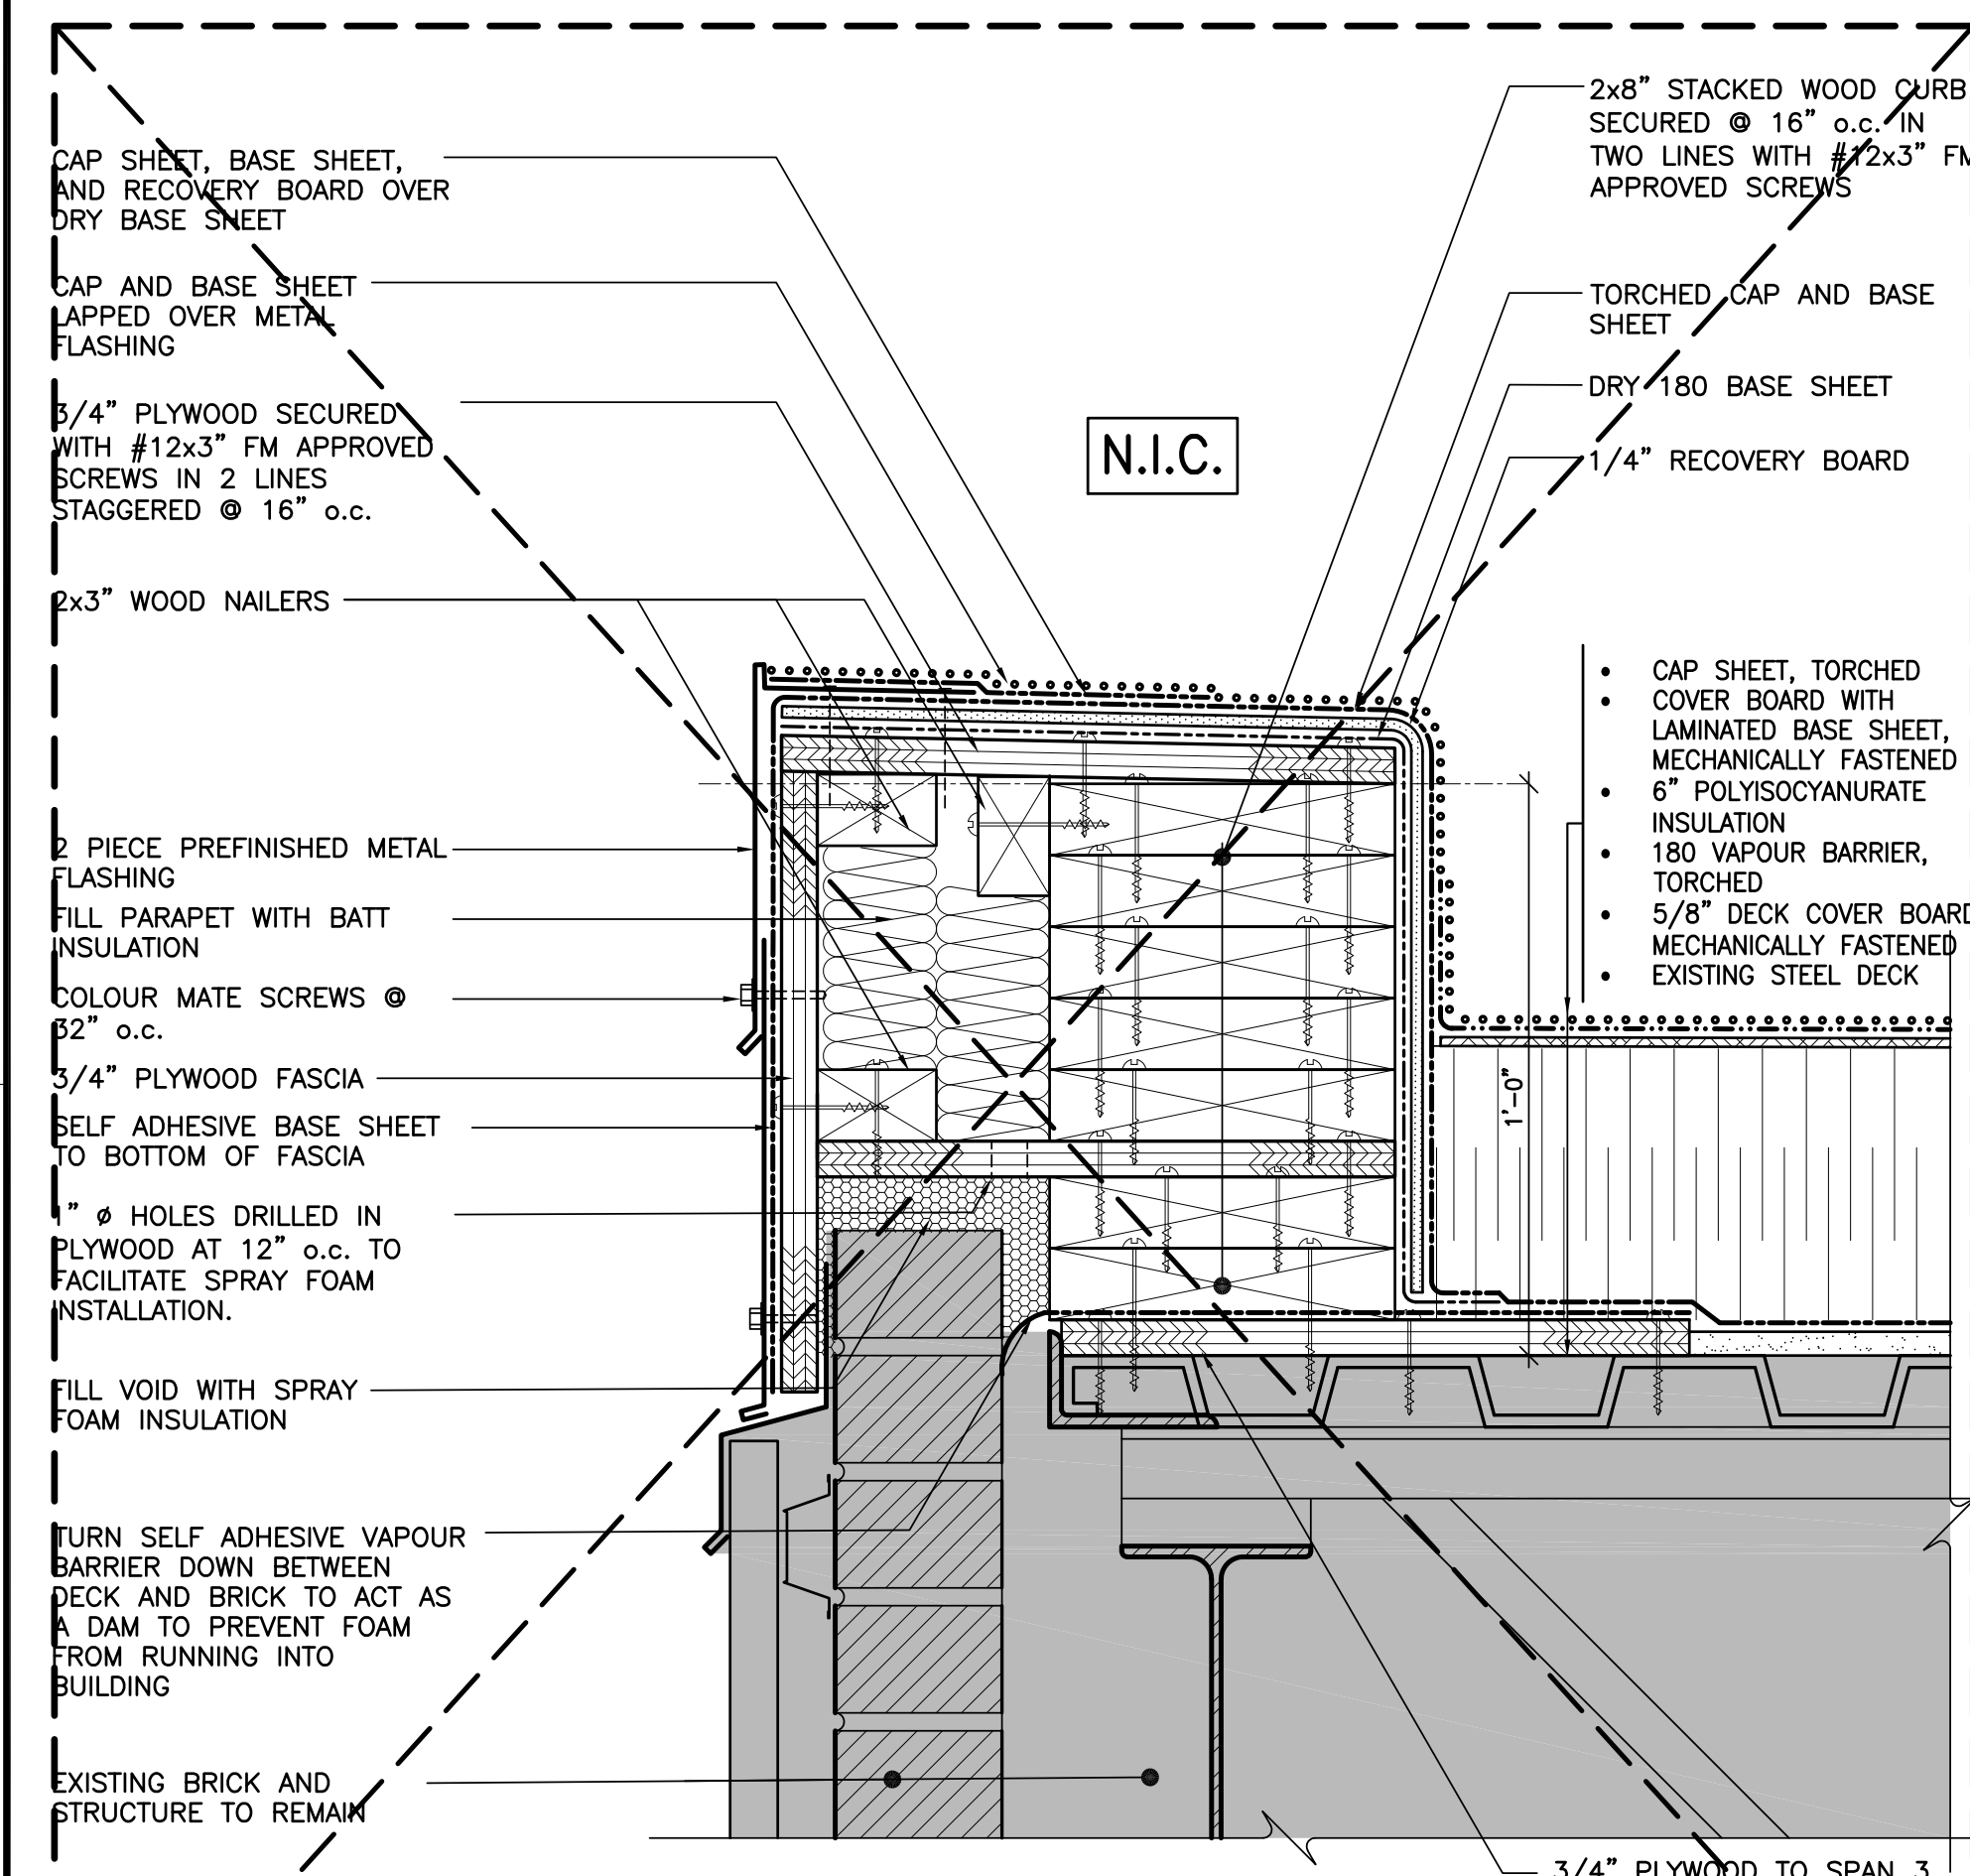 CAP SHEET, BASE SHEET,
AND RECOVERY BOARD OVER
DRY BASE SHEET
CAP AND BASE SHEET
LAPPED OVER METAL
FLASHING
3/4” PLYWOOD SECURED
WITH #12x3” FM APPROVED
SCREWS IN 2 LINES
STAGGERED @ 16” o.c.
2x3” WOOD NAILERS
2 PIECE PREFINISHED METAL
FLASHING
FILL PARAPET WITH BATT
INSULATION
COLOUR MATE SCREWS @
32” o.c.
3/4” PLYWOOD FASCIA
SELF ADHESIVE BASE SHEET
TO BOTTOM OF FASCIA
1” ø HOLES DRILLED IN
PLYWOOD AT 12” o.c. TO
FACILITATE SPRAY FOAM
INSTALLATION.
FILL VOID WITH SPRAY
FOAM INSULATION
TURN SELF ADHESIVE VAPOUR
BARRIER DOWN BETWEEN
DECK AND BRICK TO ACT AS
A DAM TO PREVENT FOAM
FROM RUNNING INTO
BUILDING
EXISTING BRICK AND
STRUCTURE TO REMAIN
N.I.C.
2x8” STACKED WOOD CURB
SECURED @ 16” o.c. IN
TWO LINES WITH #12x3” FM
APPROVED SCREWS
TORCHED CAP AND BASE
SHEET
DRY 180 BASE SHEET
1/4” RECOVERY BOARD
• CAP SHEET, TORCHED
• COVER BOARD WITH
LAMINATED BASE SHEET,
MECHANICALLY FASTENED
• 6” POLYISOCYANURATE
INSULATION
• 180 VAPOUR BARRIER,
TORCHED
• 5/8” DECK COVER BOARD
MECHANICALLY FASTENED
• EXISTING STEEL DECK
1'-0”
3/4” PLYWOOD TO SPAN 3